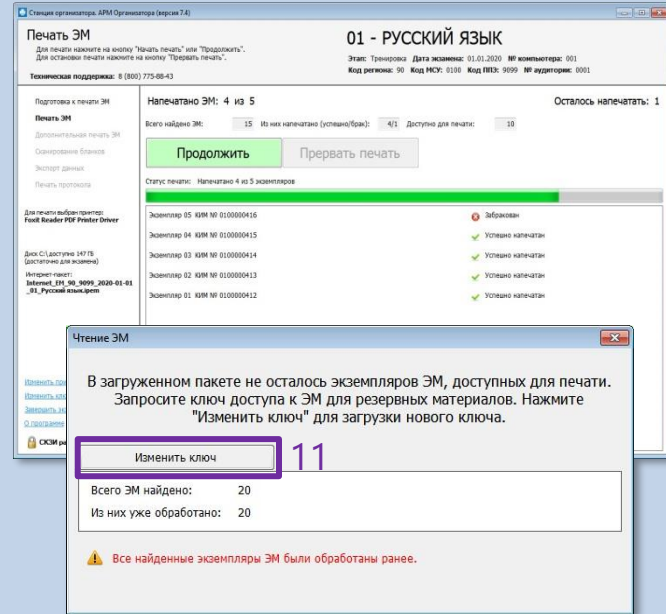 Станция организатора. АРМ Организатора (версия 7.4)
Печать ЭМ
Для печати нажмите на кнопку "Начать печать" или "Продолжить".
Для остановки печати нажмите на кнопку "Прервать печать".
Техническая поддержка: 8 (800) 775-88-43
01 - РУССКИЙ ЯЗЫК
Этап: Тренировка Дата экзамена: 01.01.2020 № компьютера: 001
Код региона: 90 Код МСУ: 0100 Код ППЭ: 9099 № аудитории: 0001
Подготовка к печати ЭМ
Печать ЭМ
Дополнительная печать ЭМ
Сканирование бланков
Экспорт данных
Печать протокола
Для печати выбран принтер:
Foxit Reader PDF Printer Driver
Диск C:\ доступно 147 ГБ
(достаточно для экзамена)
Интернет-пакет:
Internet_EM_90_9099_2020-01-01
_01_Русский язык.ipem
Изменить
Изменить
Завершить
О программе
СКЗИ
Напечатано ЭМ: 4 из 5
Осталось напечатать: 1
Всего найдено ЭМ: 15 Из них напечатано (успешно/брак): 4/1 Доступно для печати: 10
Продолжить
Прервать печать
Статус печати: Напечатано 4 из 5 экземпляров
Экземпляр 05 КИМ № 0100000416 Забракован
Экземпляр 04 КИМ № 0100000415 Успешно напечатан
Экземпляр 03 КИМ № 0100000414 Успешно напечатан
Экземпляр 02 КИМ № 0100000413 Успешно напечатан
Экземпляр 01 КИМ № 0100000412 Успешно напечатан
Чтение ЭМ
В загруженном пакете не осталось экземпляров ЭМ, доступных для печати.
Запросите ключ доступа к ЭМ для резервных материалов. Нажмите
"Изменить ключ" для загрузки нового ключа.
Изменить ключ
11
Всего ЭМ найдено: 20
Из них уже обработано: 20
Все найденные экземпляры ЭМ были обработаны ранее.